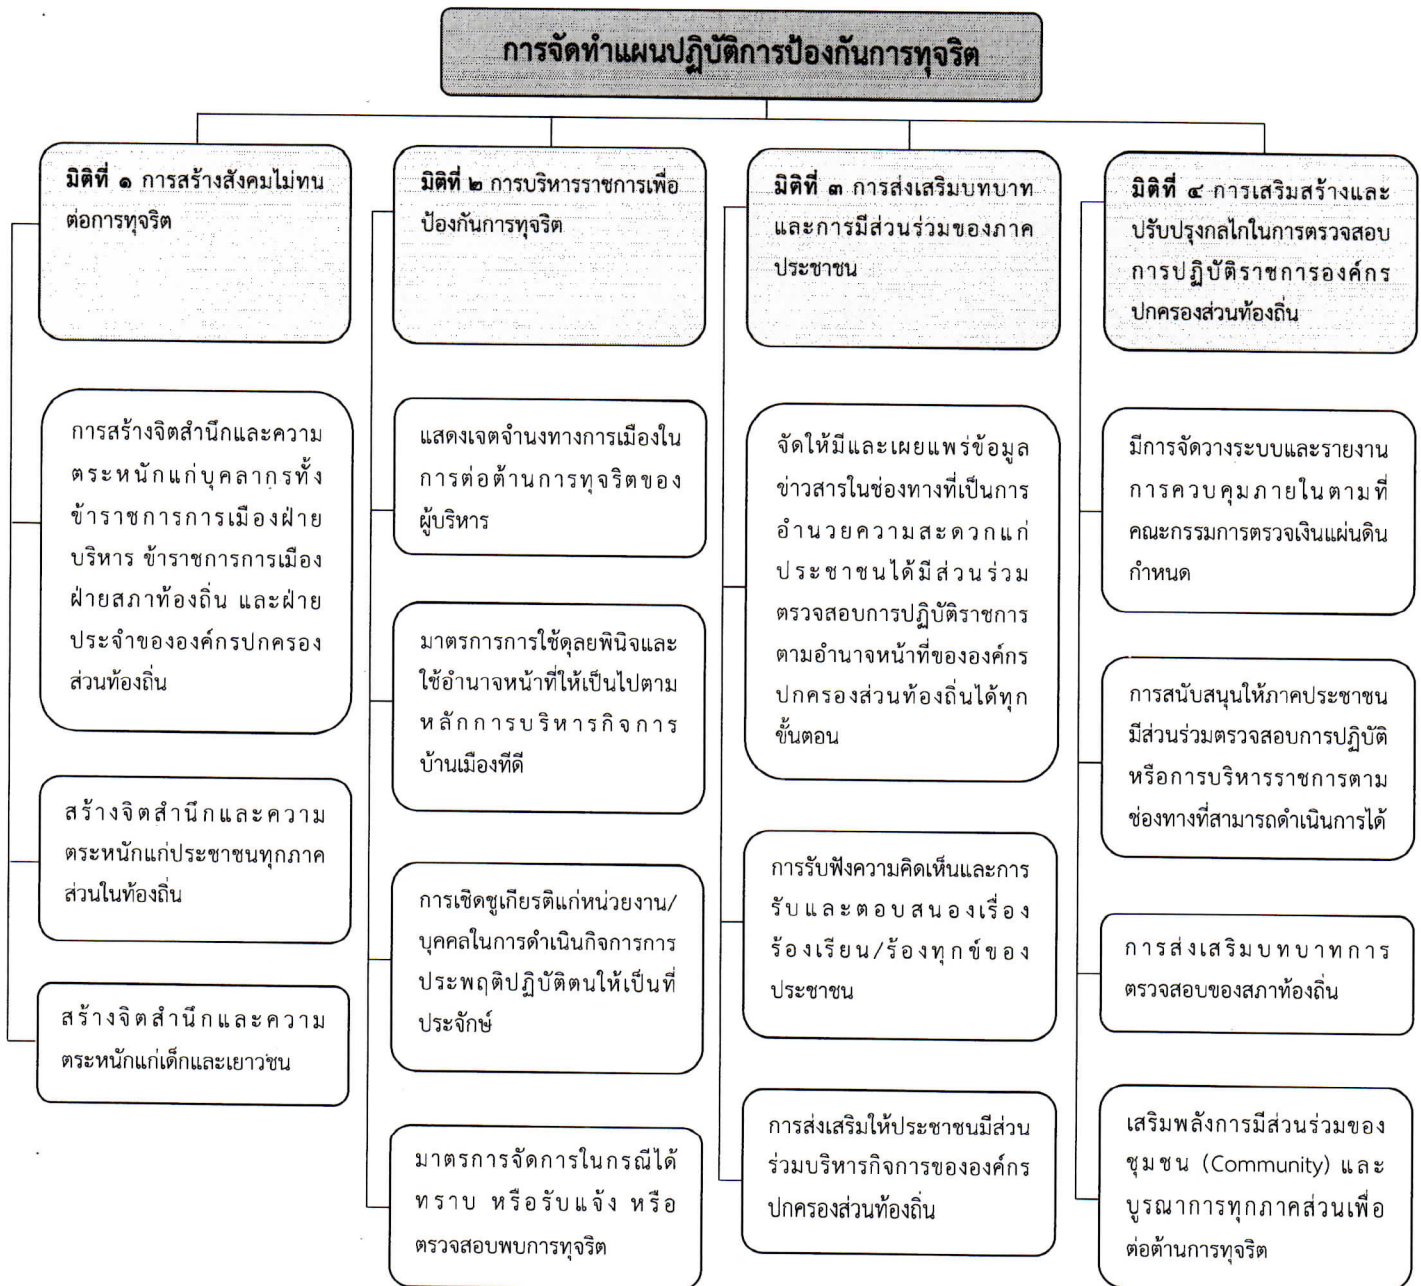 การจัดทำแผนปฏิบัติการป้องกันการทุจริต
มิติที่ ๑ การสร้างสังคมไม่ทน
ต่อการทุจริต
การสร้างจิตสำนึกและความ
ตระหนักแก่บุคลากรทั้ง
ข้าราชการการเมืองฝ่าย
บริหาร ข้าราชการการเมือง
ฝ่ายสภาท้องถิ่น และฝ่าย
ประจำขององค์กรปกครอง
ส่วนท้องถิ่น
สร้างจิตสำนึกและความ
ตระหนักแก่ประชาชนทุกภาค
ส่วนในท้องถิ่น
สร้างจิตสำนึกและความ
ตระหนักแก่เด็กและเยาวชน
มิติที่ ๒ การบริหารราชการเพื่อ
ป้องกันการทุจริต
แสดงเจตจำนงทางการเมืองใน
การต่อต้านการทุจริตของ
ผู้บริหาร
มาตรการการใช้ดุลยพินิจและ
ใช้อำนาจหน้าที่ให้เป็นไปตาม
หลักการบริหารกิจการ
บ้านเมืองที่ดี
การเชิดชูเกียรติแก่หน่วยงาน/
บุคคลในการดำเนินกิจการการ
ประพฤติปฏิบัติตนให้เป็นที่
ประจักษ์
มาตรการจัดการในกรณีได้
ทราบ หรือรับแจ้ง หรือ
ตรวจสอบพบการทุจริต
มิติที่ ๓ การส่งเสริมบทบาท
และการมีส่วนร่วมของภาค
ประชาชน
จัดให้มีและเผยแพร่ข้อมูล
ข่าวสารในช่องทางที่เป็นการ
อำนวยความสะดวกแก่
ประชาชนได้มีส่วนร่วม
ตรวจสอบการปฏิบัติราชการ
ตามอำนาจหน้าที่ขององค์กร
ปกครองส่วนท้องถิ่นได้ทุก
ขั้นตอน
การรับฟังความคิดเห็นและการ
รับและตอบสนองเรื่อง
ร้องเรียน/ร้องทุกข์ของ
ประชาชน
การส่งเสริมให้ประชาชนมีส่วน
ร่วมบริหารกิจการขององค์กร
ปกครองส่วนท้องถิ่น
มิติที่ ๔ การเสริมสร้างและ
ปรับปรุงกลไกในการตรวจสอบ
การปฏิบัติราชการองค์กร
ปกครองส่วนท้องถิ่น
มีการจัดวางระบบและรายงาน
การควบคุมภายในตามที่
คณะกรรมการตรวจเงินแผ่นดิน
กำหนด
การสนับสนุนให้ภาคประชาชน
มีส่วนร่วมตรวจสอบการปฏิบัติ
หรือการบริหารราชการตาม
ช่องทางที่สามารถดำเนินการได้
การส่งเสริมบทบาทการ
ตรวจสอบของสภาท้องถิ่น
เสริมพลังการมีส่วนร่วมของ
ชุมชน (Community) และ
บูรณาการทุกภาคส่วนเพื่อ
ต่อต้านการทุจริต